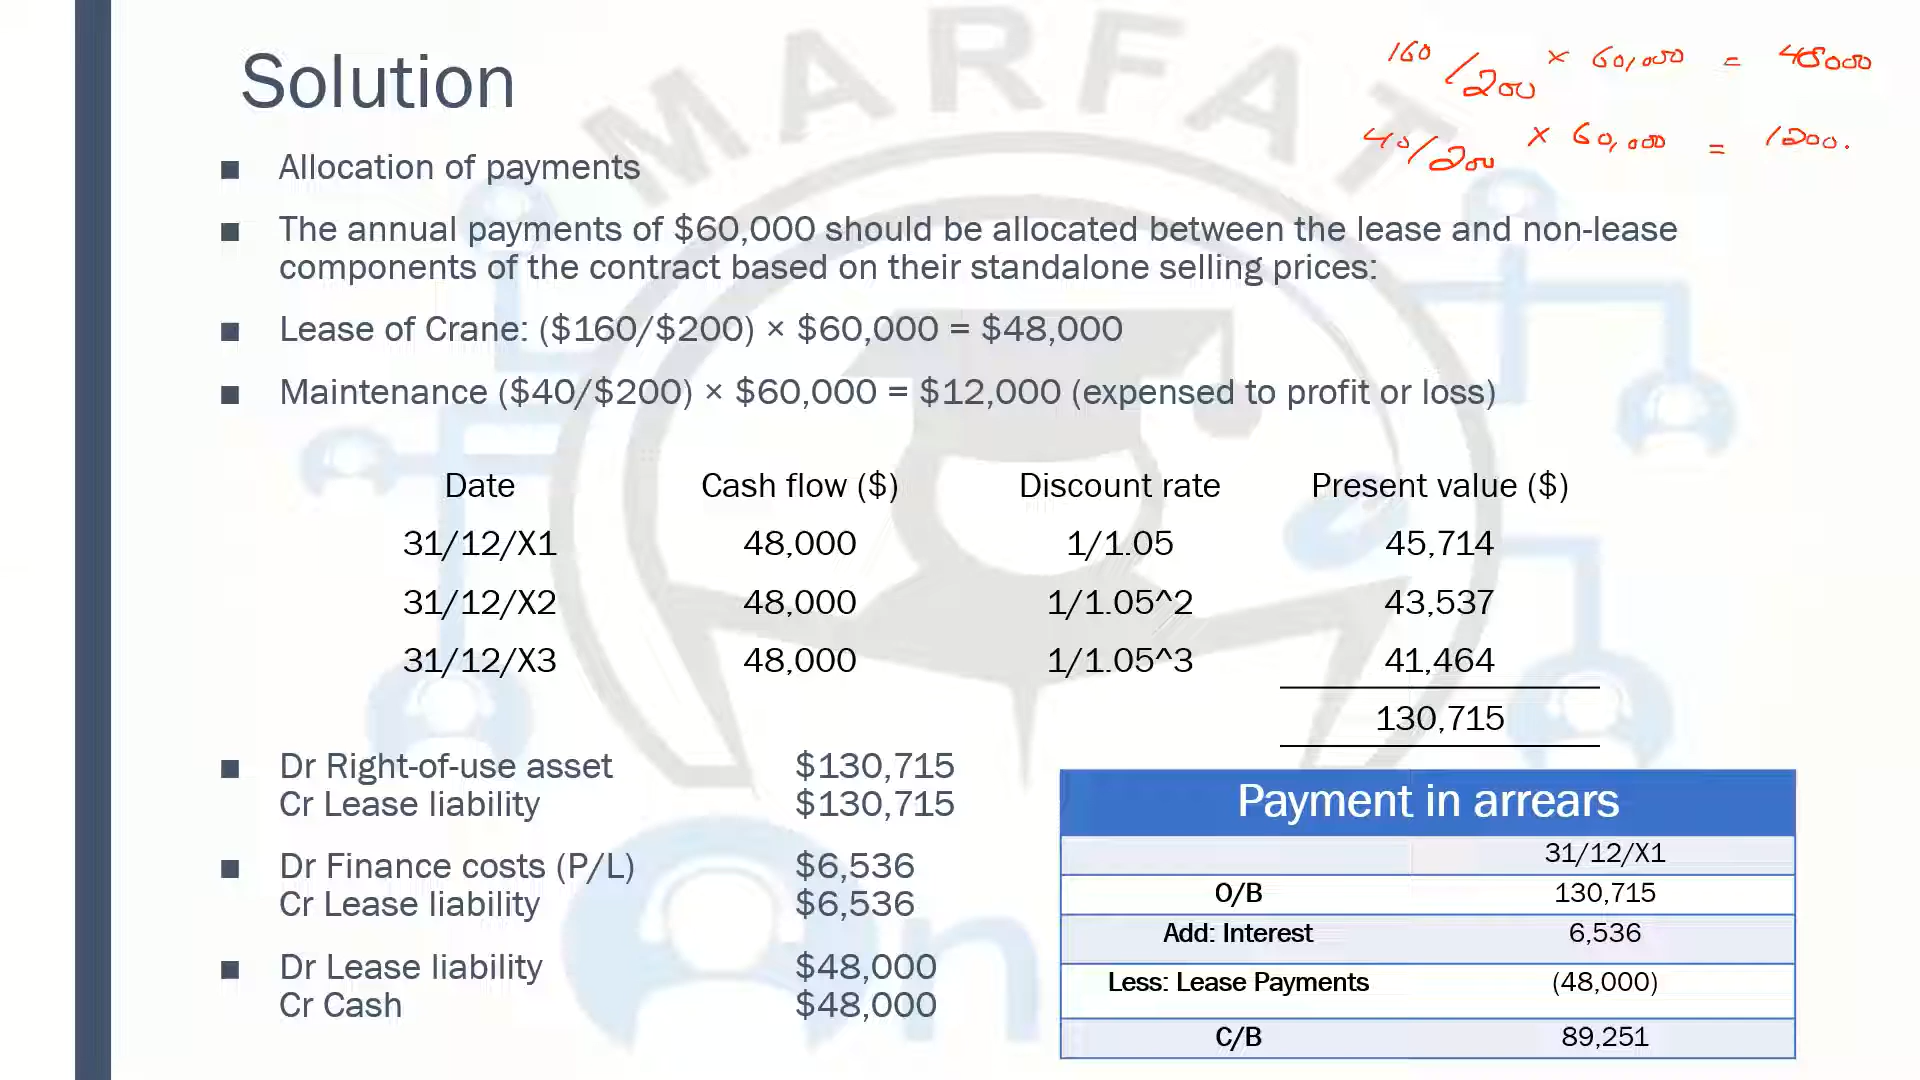 Solution
160/200 × 60,000 = 48000
40/200 × 60,000 = 1200.
MARFAT
■ Allocation of payments
■ The annual payments of $60,000 should be allocated between the lease and non-lease
components of the contract based on their standalone selling prices:
■ Lease of Crane: ($160/$200) × $60,000 = $48,000
■ Maintenance ($40/$200) × $60,000 = $12,000 (expensed to profit or loss)
Date Cash flow ($) Discount rate Present value ($)
31/12/X1 48,000 1/1.05 45,714
31/12/X2 48,000 1/1.05^2 43,537
31/12/X3 48,000 1/1.05^3 41,464
130,715
■ Dr Right-of-use asset $130,715
Cr Lease liability $130,715
■ Dr Finance costs (P/L) $6,536
Cr Lease liability $6,536
■ Dr Lease liability $48,000
Cr Cash $48,000
Payment in arrears
31/12/X1
O/B 130,715
Add: Interest 6,536
Less: Lease Payments (48,000)
C/B 89,251